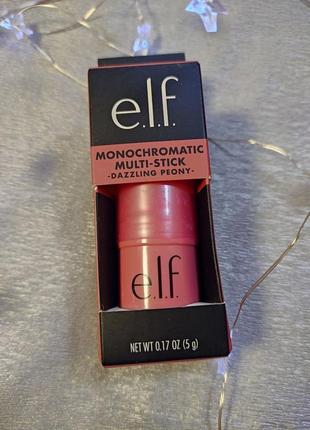 e.l.f.
MONOCHROMATIC
MULTI-STICK
-DAZZLING PEONY-
e.l.f.
NET WT 0.17 OZ (5 g)